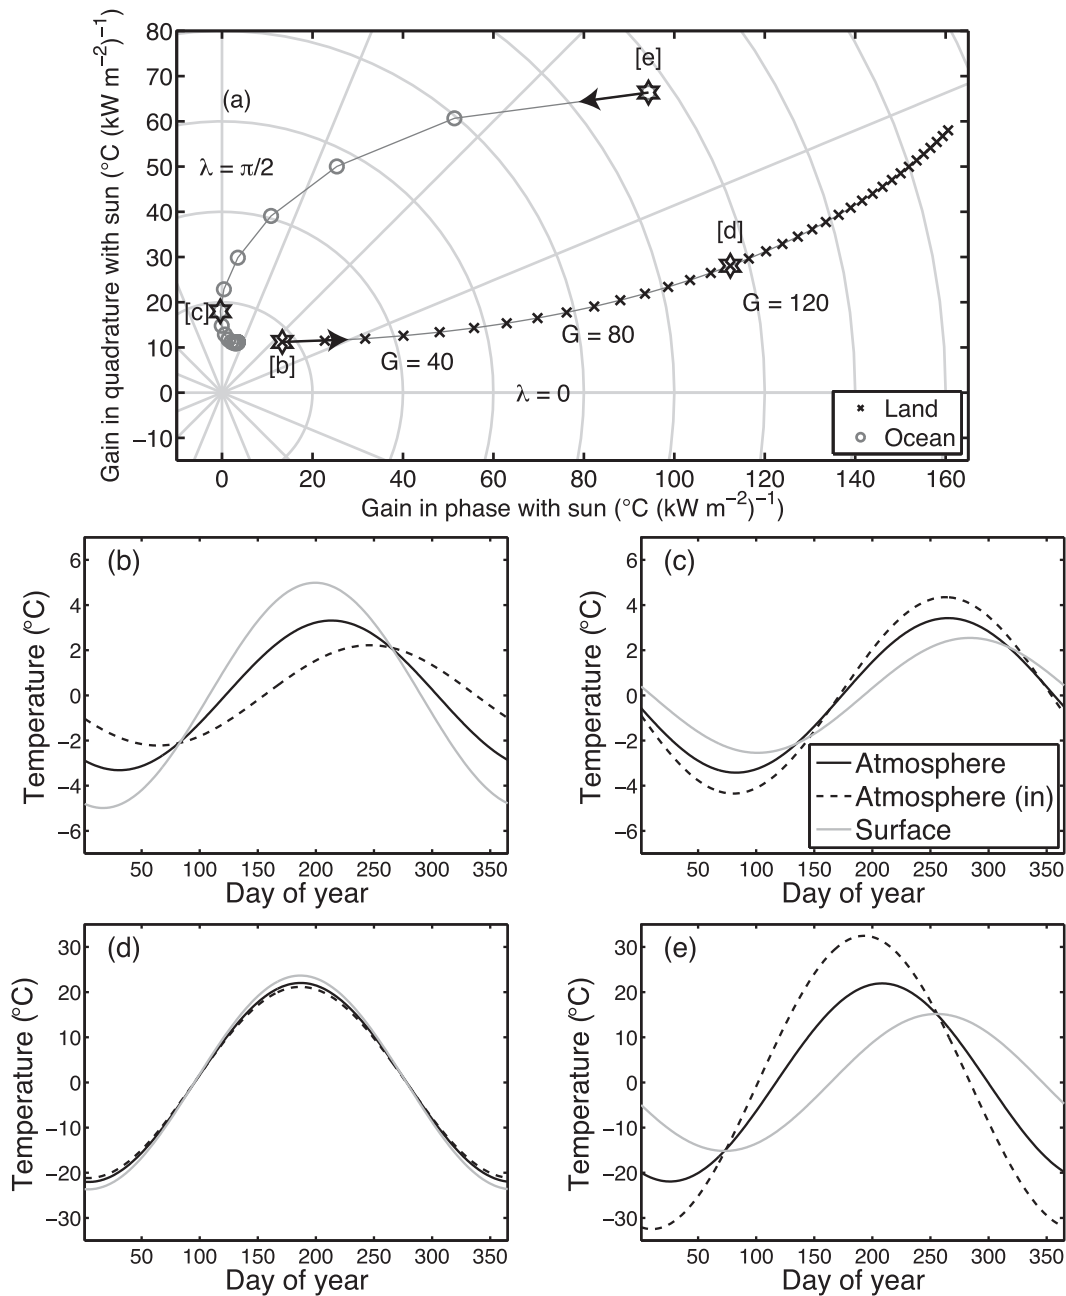 80
70
60
50
40
30
20
10
0
−10
Gain in quadrature with sun (°C (kW m−2)−1)
(a)
[e]
λ = π/2
[d]
[c]
[b]
G = 120
G = 80
G = 40
λ = 0
Land
Ocean
0 20 40 60 80 100 120 140 160
Gain in phase with sun (°C (kW m−2)−1)
(b)
6
4
2
0
−2
−4
−6
Temperature (°C)
50 100 150 200 250 300 350
Day of year
(c)
6
4
2
0
−2
−4
−6
Temperature (°C)
Atmosphere
Atmosphere (in)
Surface
50 100 150 200 250 300 350
Day of year
(d)
30
20
10
0
−10
−20
−30
Temperature (°C)
50 100 150 200 250 300 350
Day of year
(e)
30
20
10
0
−10
−20
−30
Temperature (°C)
50 100 150 200 250 300 350
Day of year